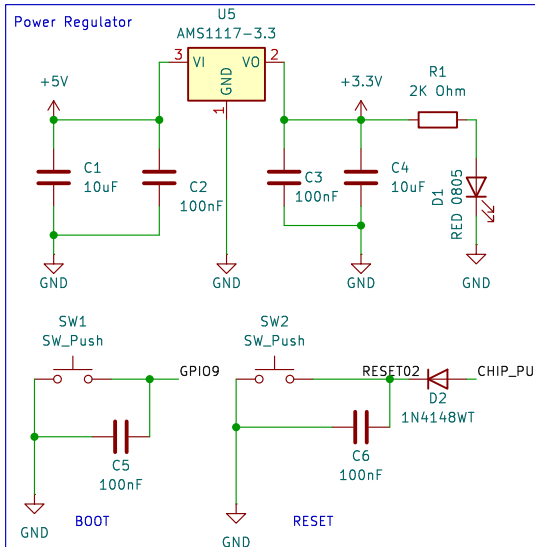 Power Regulator
U5
AMS1117-3.3
3
VI
VO
2
GND
1
+5V
+3.3V
R1
2K Ohm
C1
10uF
C2
100nF
C3
100nF
C4
10uF
D1
RED 0805
GND
GND
GND
GND
SW1
SW_Push
GPIO9
C5
100nF
GND
BOOT
SW2
SW_Push
RESET02
CHIP_PU
D2
1N4148WT
C6
100nF
GND
RESET